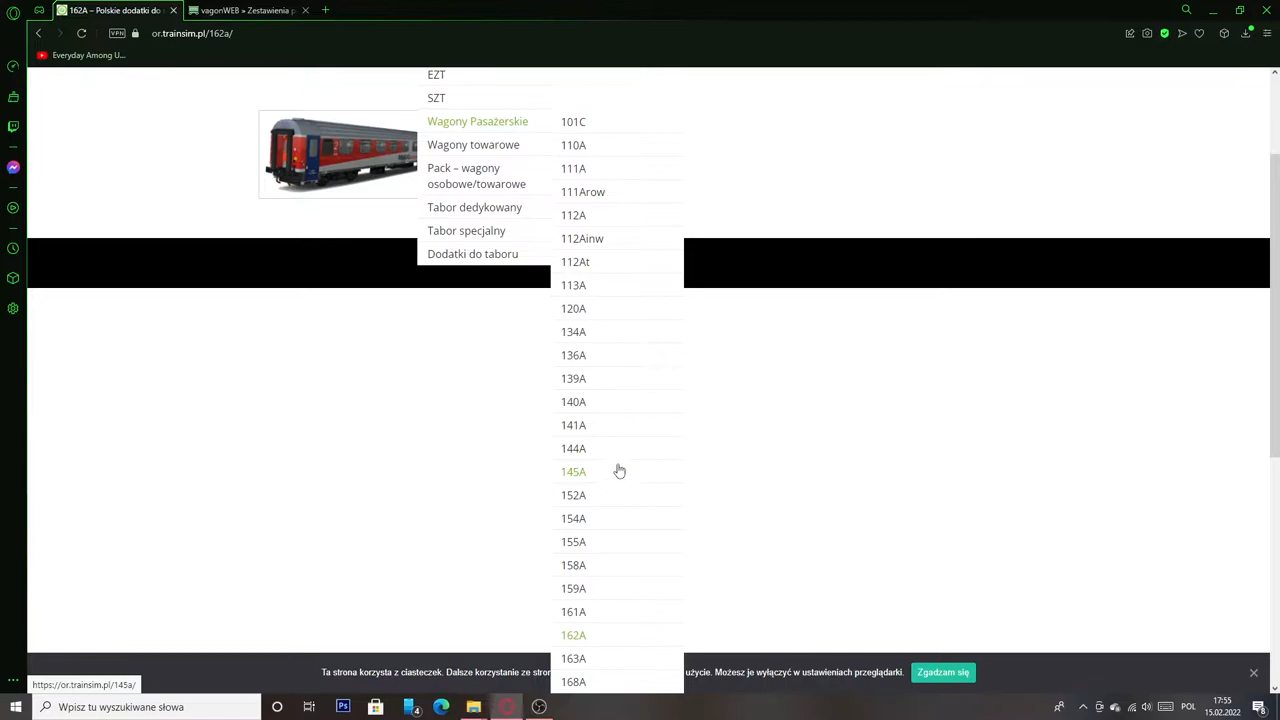 162A – Polskie dodatki do
vagonWEB » Zestawienia p
VPN
or.trainsim.pl/162a/
Everyday Among U...
EZT
SZT
Wagony Pasażerskie
Wagony towarowe
Pack – wagony
osobowe/towarowe
Tabor dedykowany
Tabor specjalny
Dodatki do taboru
101C
110A
111A
111Arow
112A
112Ainw
112At
113A
120A
134A
136A
139A
140A
141A
144A
145A
152A
154A
155A
158A
159A
161A
162A
163A
168A
Ta strona korzysta z ciasteczek. Dalsze korzystanie ze stron
użycie. Możesz je wyłączyć w ustawieniach przeglądarki.
Zgadzam się
https://or.trainsim.pl/145a/
Wpisz tu wyszukiwane słowa
Ps
4
17:55
15.02.2022
8